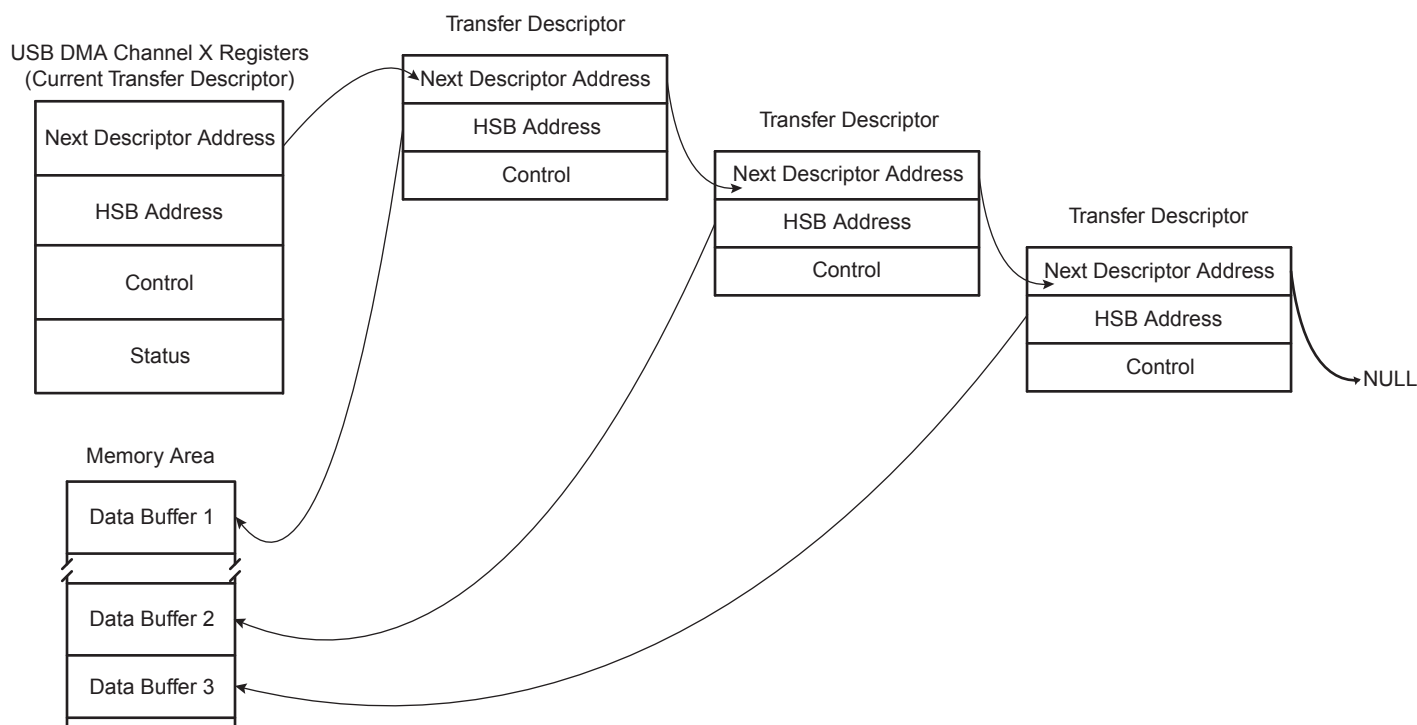 USB DMA Channel X Registers
(Current Transfer Descriptor)
Next Descriptor Address
HSB Address
Control
Status
Transfer Descriptor
Next Descriptor Address
HSB Address
Control
Transfer Descriptor
Next Descriptor Address
HSB Address
Control
Transfer Descriptor
Next Descriptor Address
HSB Address
Control
NULL
Memory Area
Data Buffer 1
Data Buffer 2
Data Buffer 3